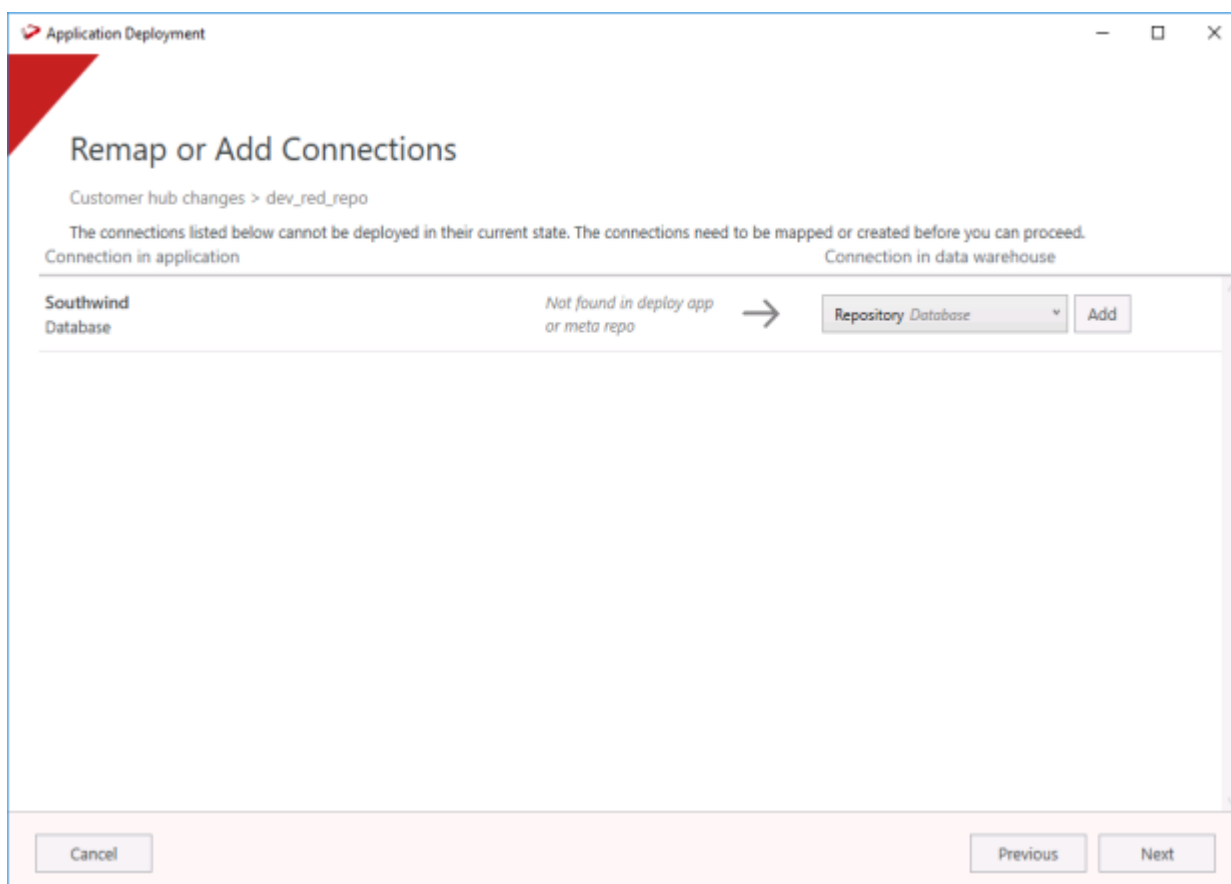 Application Deployment
Remap or Add Connections
Customer hub changes > dev_red_repo
The connections listed below cannot be deployed in their current state. The connections need to be mapped or created before you can proceed.
Connection in application Connection in data warehouse
Southwind
Database
Not found in deploy app
or meta repo
Repository Database
Add
Cancel
Previous
Next